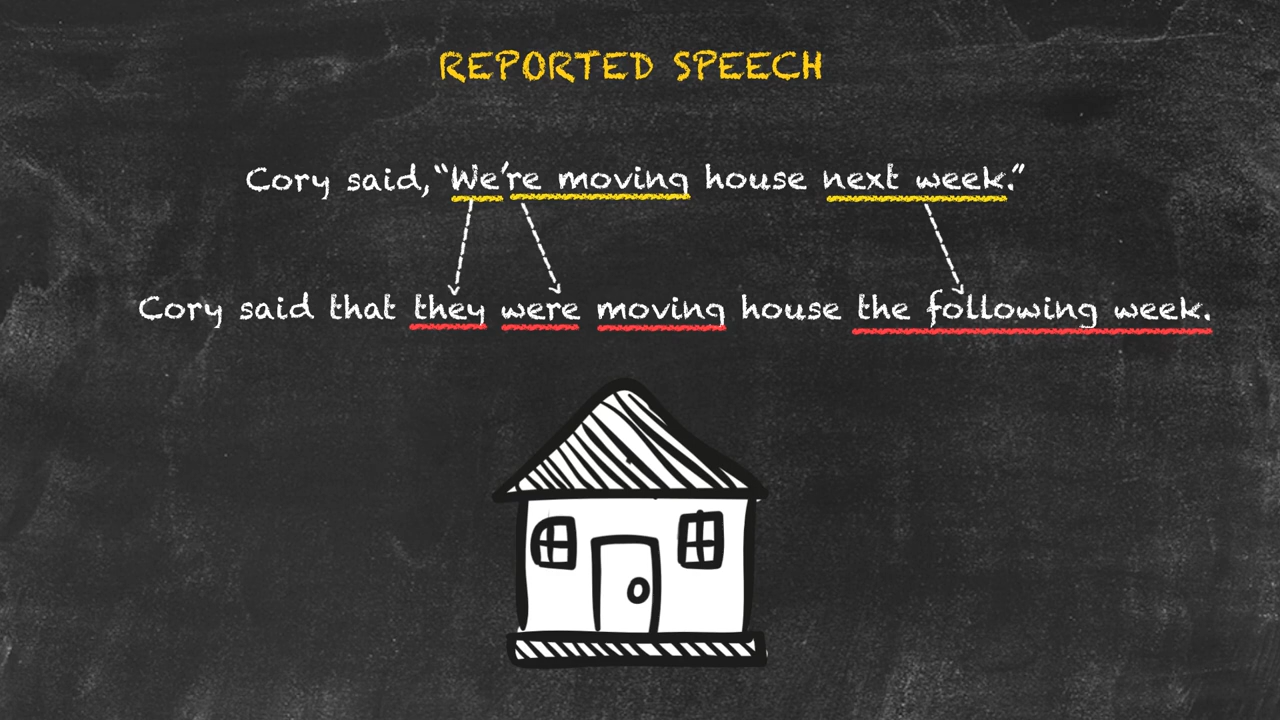 REPORTED SPEECH
Cory said, “We’re moving house next week.”
Cory said that they were moving house the following week.